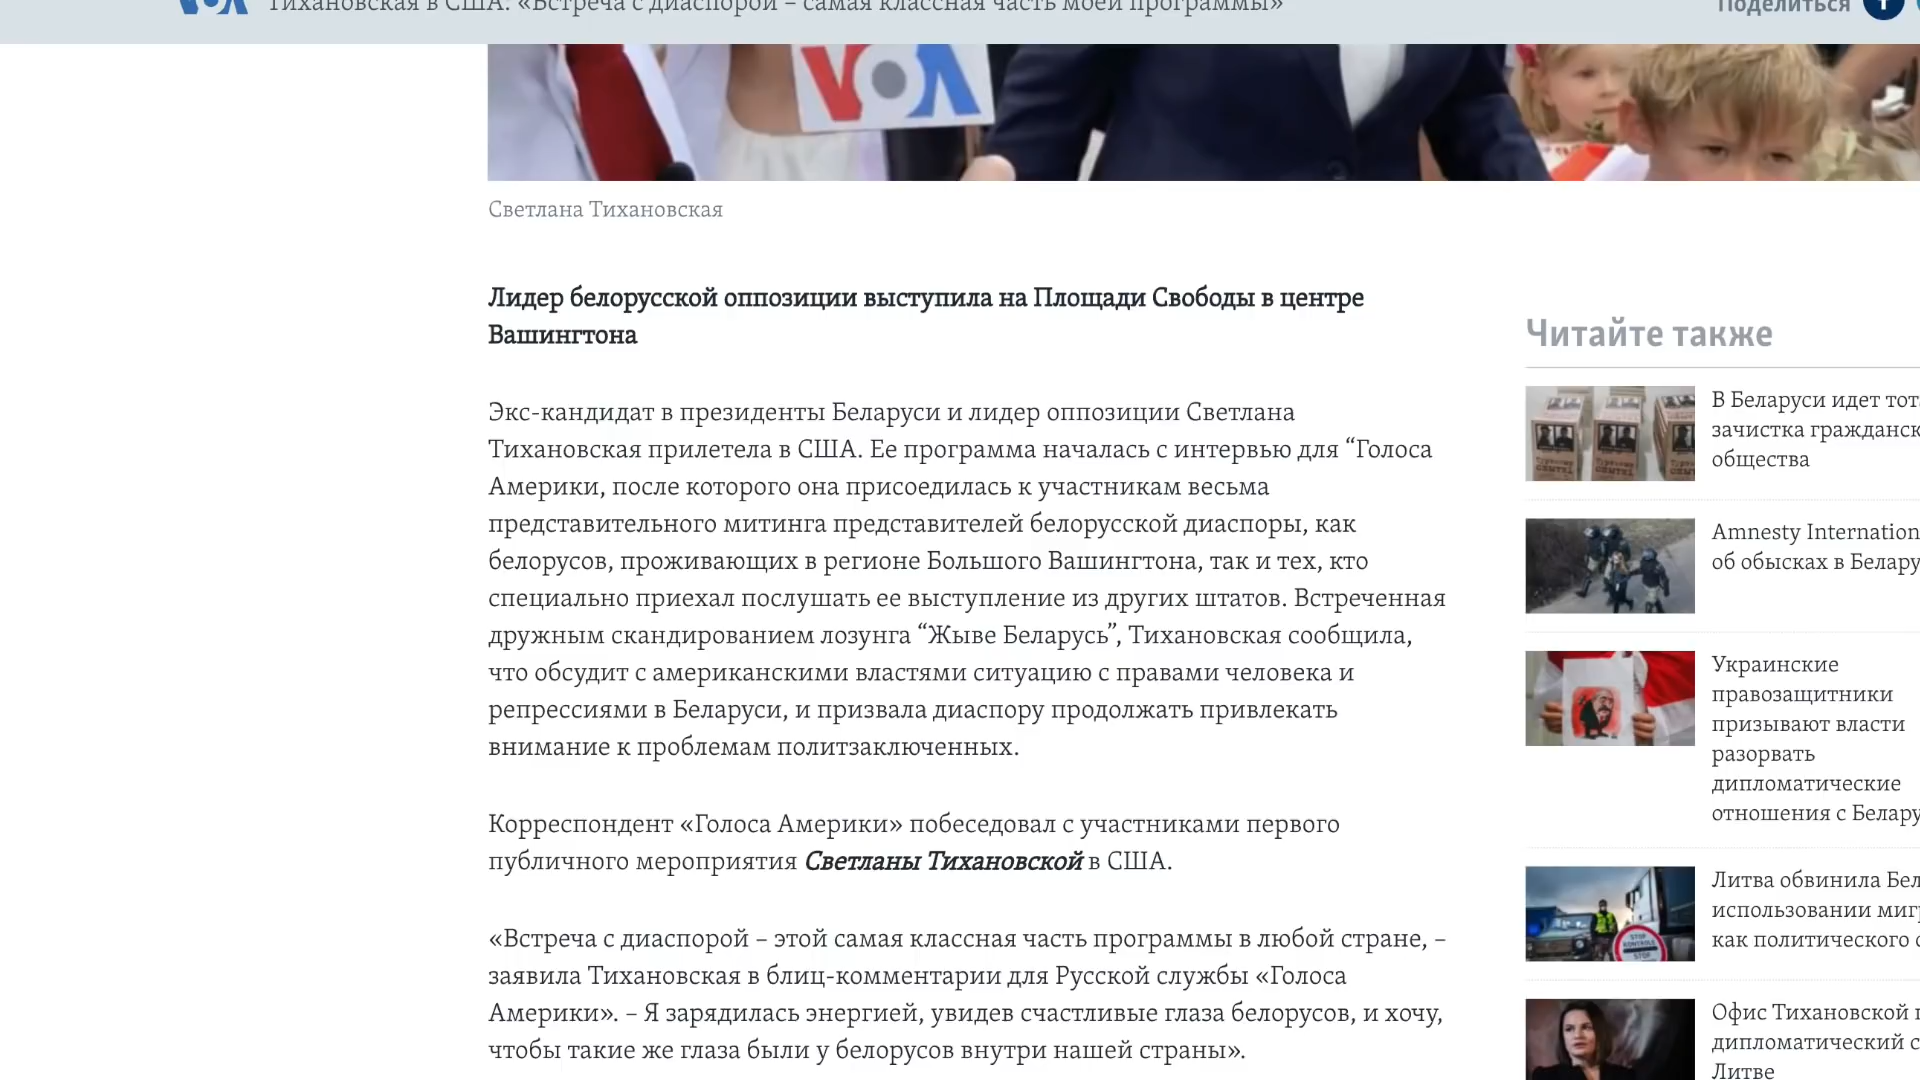 VOA
Тихановская в США: «Встреча с диаспорой – самая классная часть моей программы»
Поделиться
VOA
Светлана Тихановская
Лидер белорусской оппозиции выступила на Площади Свободы в центре
Вашингтона
Экс-кандидат в президенты Беларуси и лидер оппозиции Светлана
Тихановская прилетела в США. Ее программа началась с интервью для “Голоса
Америки, после которого она присоединлась к участникам весьма
представительного митинга представителей белорусской диаспоры, как
белорусов, проживающих в регионе Большого Вашингтона, так и тех, кто
специально приехал послушать ее выступление из других штатов. Встреченная
дружным скандированием лозунга “Жыве Беларусь”, Тихановская сообщила,
что обсудит с американскими властями ситуацию с правами человека и
репрессиями в Беларуси, и призвала диаспору продолжать привлекать
внимание к проблемам политзаключенных.
Корреспондент «Голоса Америки» побеседовал с участниками первого
публичного мероприятия Светланы Тихановской в США.
«Встреча с диаспорой – этой самая классная часть программы в любой стране, –
заявила Тихановская в блиц-комментарии для Русской службы «Голоса
Америки». – Я зарядилась энергией, увидев счастливые глаза белорусов, и хочу,
чтобы такие же глаза были у белорусов внутри нашей страны».
Читайте также
В Беларуси идет тот
зачистка гражданск
общества
Amnesty Internation
об обысках в Белару
Украинские
правозащитники
призывают власти
разорвать
дипломатические
отношения с Белару
Литва обвинила Бел
использовании миг
как политического
STOP
KONTROLE
STOP
Офис Тихановской
дипломатический с
Литве